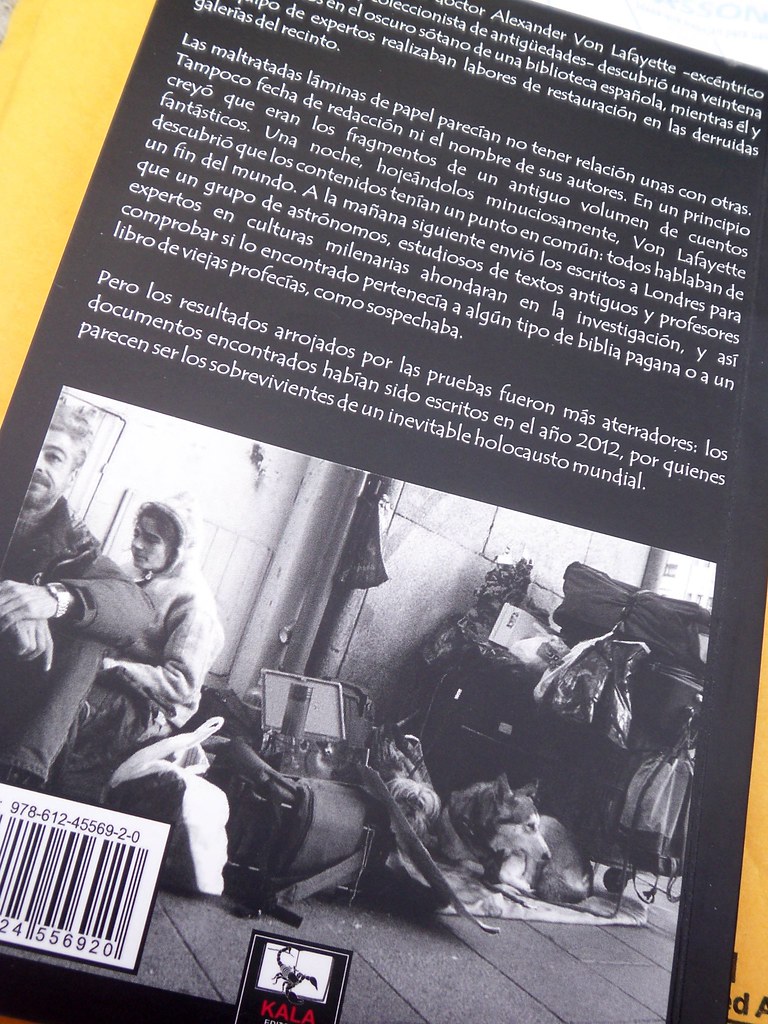 doctor Alexander Von Lafayette -excéntrico
coleccionista de antigüedades- descubrió una veintena
en el oscuro sótano de una biblioteca española, mientras él y
equipo de expertos realizaban labores de restauración en las derruidas
galerías del recinto.
Las maltratadas láminas de papel parecían no tener relación unas con otras.
Tampoco fecha de redacción ni el nombre de sus autores. En un principio
creyó que eran los fragmentos de un antiguo volumen de cuentos
fantásticos. Una noche, hojeándolos minuciosamente, Von Lafayette
descubrió que los contenidos tenían un punto en común: todos hablaban de
un fin del mundo. A la mañana siguiente envió los escritos a Londres para
que un grupo de astrónomos, estudiosos de textos antiguos y profesores
expertos en culturas milenarias ahondaran en la investigación, y así
comprobar si lo encontrado pertenecía a algún tipo de biblia pagana o a un
libro de viejas profecías, como sospechaba.
Pero los resultados arrojados por las pruebas fueron más aterradores: los
documentos encontrados habían sido escritos en el año 2012, por quienes
parecen ser los sobrevivientes de un inevitable holocausto mundial.
978-612-45569-2-0
24 556920
KALA
ed A